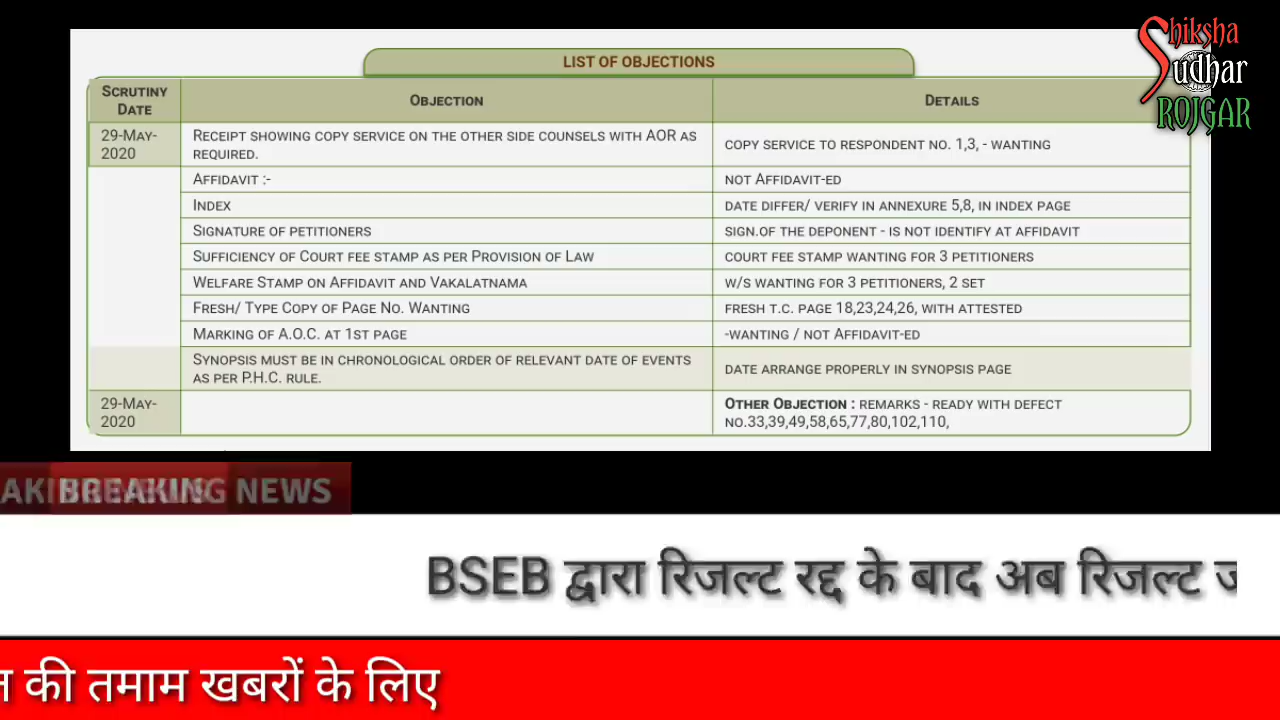 Shiksha
Sudhar
ROJGAR
LIST OF OBJECTIONS
SCRUTINY DATE
OBJECTION
DETAILS
29-MAY-2020
RECEIPT SHOWING COPY SERVICE ON THE OTHER SIDE COUNSELS WITH AOR AS
REQUIRED.
COPY SERVICE TO RESPONDENT NO. 1,3, - WANTING
AFFIDAVIT :-
NOT AFFIDAVIT-ED
INDEX
DATE DIFFER/ VERIFY IN ANNEXURE 5,8, IN INDEX PAGE
SIGNATURE OF PETITIONERS
SIGN.OF THE DEPONENT - IS NOT IDENTIFY AT AFFIDAVIT
SUFFICIENCY OF COURT FEE STAMP AS PER PROVISION OF LAW
COURT FEE STAMP WANTING FOR 3 PETITIONERS
WELFARE STAMP ON AFFIDAVIT AND VAKALATNAMA
W/S WANTING FOR 3 PETITIONERS, 2 SET
FRESH/ TYPE COPY OF PAGE NO. WANTING
FRESH T.C. PAGE 18,23,24,26, WITH ATTESTED
MARKING OF A.O.C. AT 1ST PAGE
-WANTING / NOT AFFIDAVIT-ED
SYNOPSIS MUST BE IN CHRONOLOGICAL ORDER OF RELEVANT DATE OF EVENTS
AS PER P.H.C. RULE.
DATE ARRANGE PROPERLY IN SYNOPSIS PAGE
29-MAY-2020
OTHER OBJECTION : REMARKS - READY WITH DEFECT
NO.33,39,49,58,65,77,80,102,110,
BREAKING NEWS
BSEB द्वारा रिजल्ट रद्द के बाद अब रिजल्ट
की तमाम खबरों के लिए